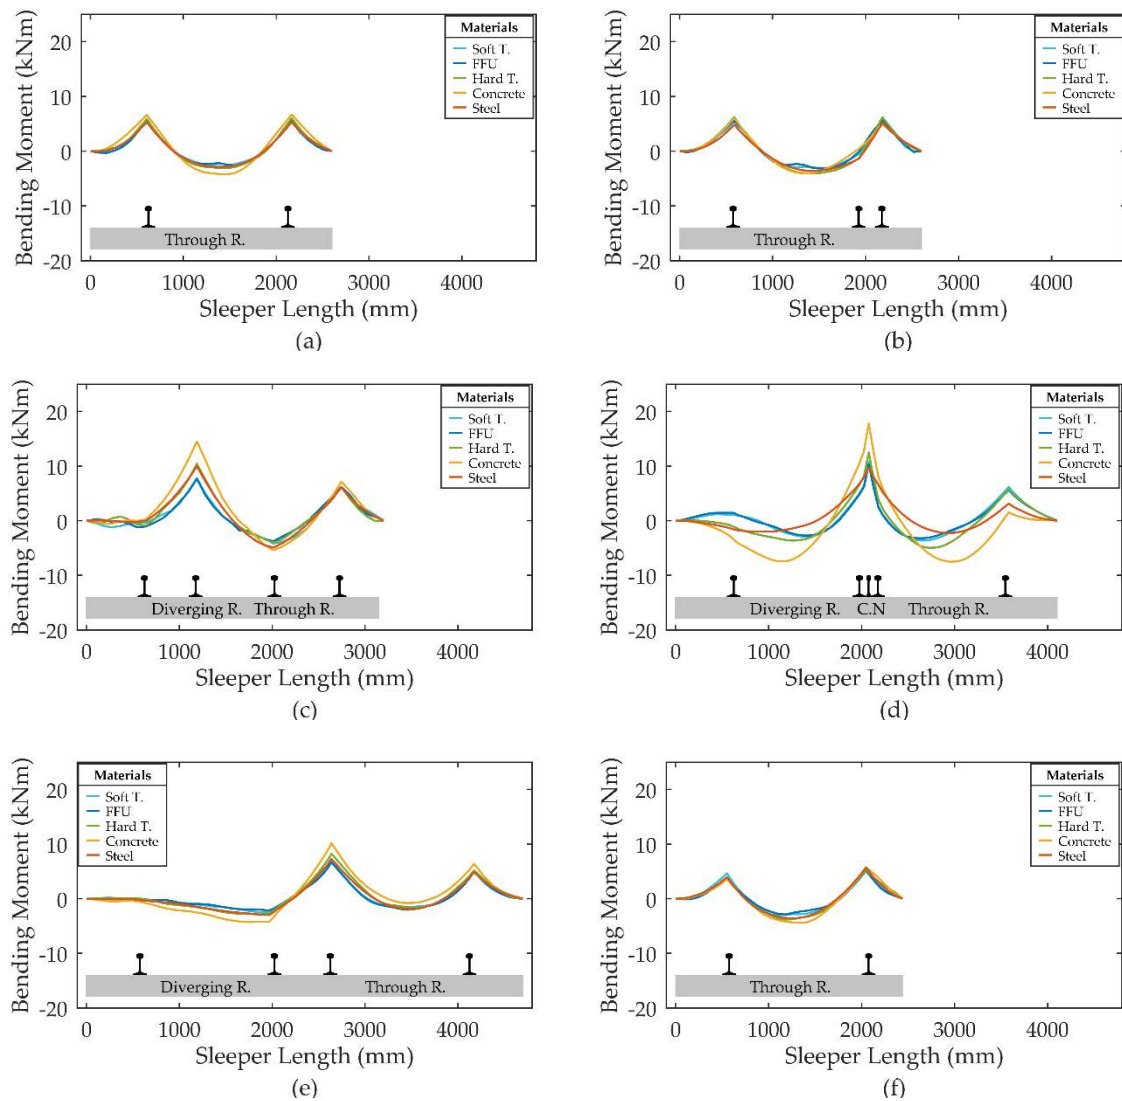 Bending Moment (kNm)
20
10
0
-10
-20
Materials
Soft T.
FFU
Hard T.
Concrete
Steel
Through R.
0 1000 2000 3000 4000
Sleeper Length (mm)
(a)
Bending Moment (kNm)
20
10
0
-10
-20
Materials
Soft T.
FFU
Hard T.
Concrete
Steel
Through R.
0 1000 2000 3000 4000
Sleeper Length (mm)
(b)
Bending Moment (kNm)
20
10
0
-10
-20
Materials
Soft T.
FFU
Hard T.
Concrete
Steel
Diverging R. Through R.
0 1000 2000 3000 4000
Sleeper Length (mm)
(c)
Bending Moment (kNm)
20
10
0
-10
-20
Materials
Soft T.
FFU
Hard T.
Concrete
Steel
Diverging R. C.N Through R.
0 1000 2000 3000 4000
Sleeper Length (mm)
(d)
Bending Moment (kNm)
20
10
0
-10
-20
Materials
Soft T.
FFU
Hard T.
Concrete
Steel
Diverging R. Through R.
0 1000 2000 3000 4000
Sleeper Length (mm)
(e)
Bending Moment (kNm)
20
10
0
-10
-20
Materials
Soft T.
FFU
Hard T.
Concrete
Steel
Through R.
0 1000 2000 3000 4000
Sleeper Length (mm)
(f)